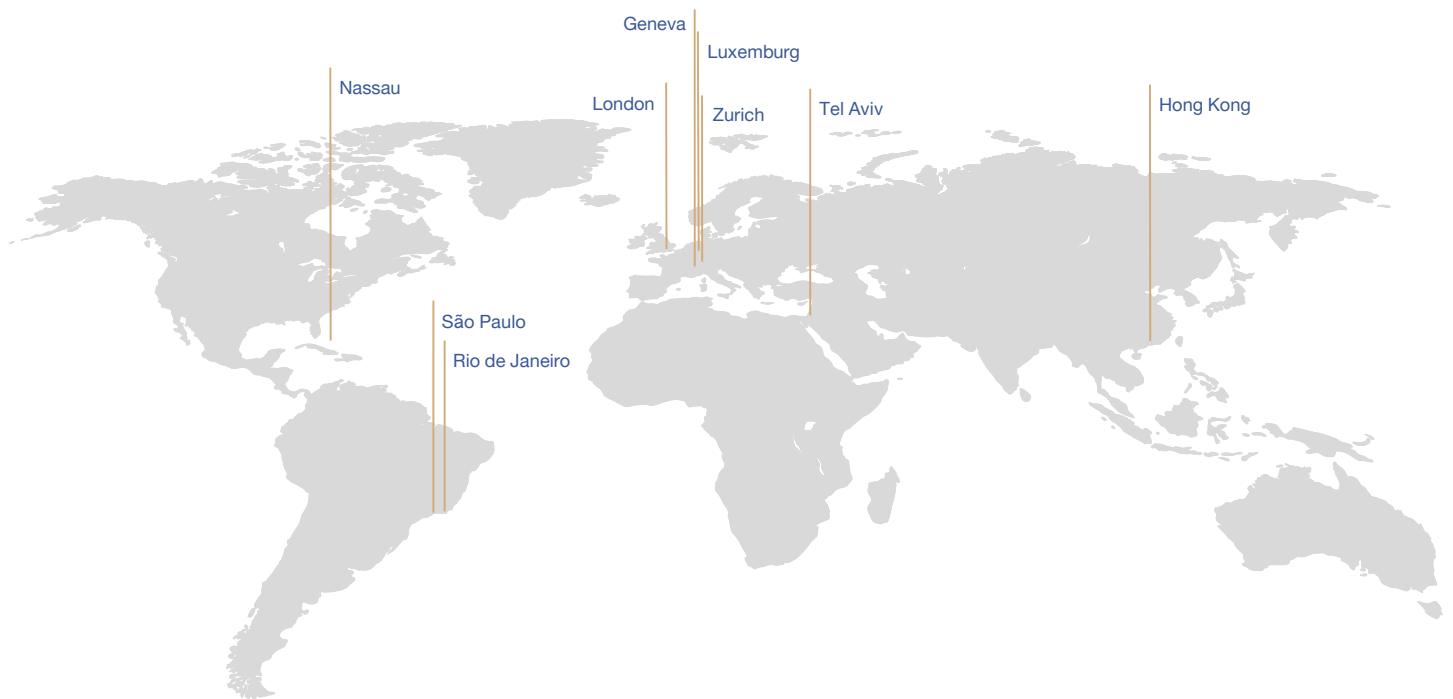 Geneva
Luxemburg
Nassau
London
Zurich
Tel Aviv
Hong Kong
São Paulo
Rio de Janeiro